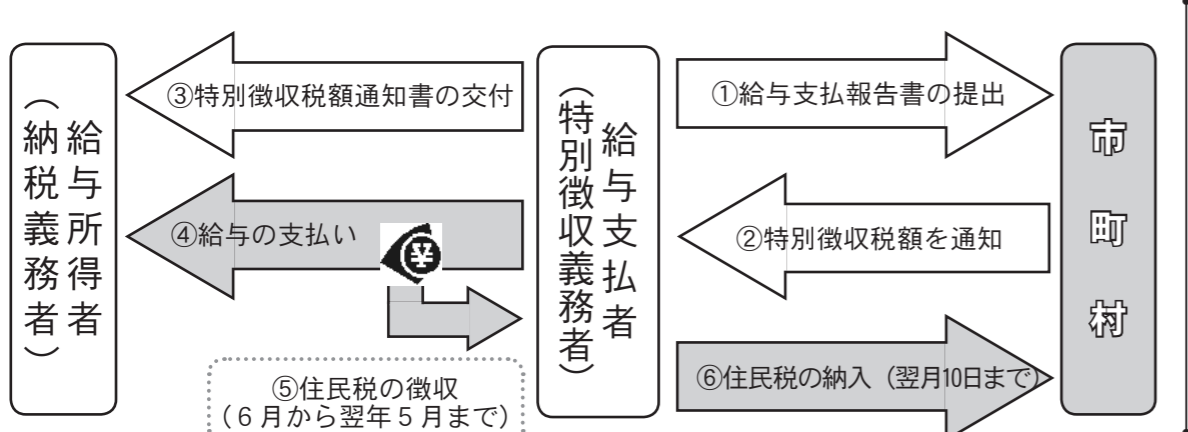 給与所得者
（納税義務者）
③特別徴収税額通知書の交付
④給与の支払い
¥
⑤住民税の徴収
（６月から翌年５月まで）
給与支払者
（特別徴収義務者）
①給与支払報告書の提出
②特別徴収税額を通知
⑥住民税の納入（翌月10日まで）
市町村